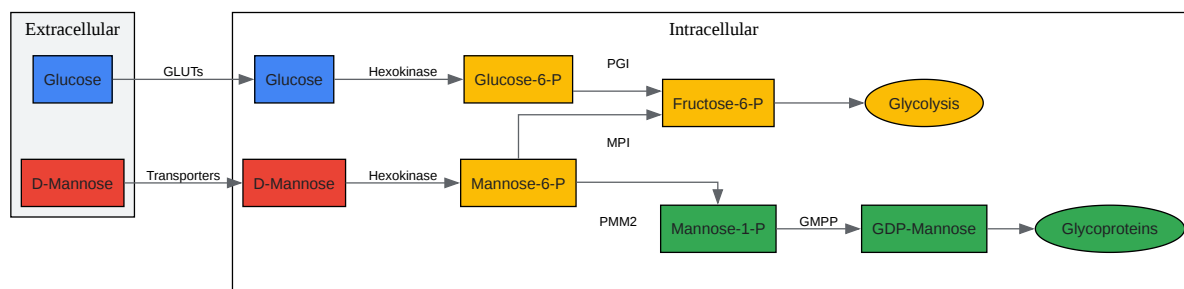 Extracellular
Intracellular
Glucose
GLUTs
Glucose
Hexokinase
Glucose-6-P
PGI
Fructose-6-P
Glycolysis
D-Mannose
Transporters
D-Mannose
Hexokinase
Mannose-6-P
MPI
PMM2
Mannose-1-P
GMPP
GDP-Mannose
Glycoproteins